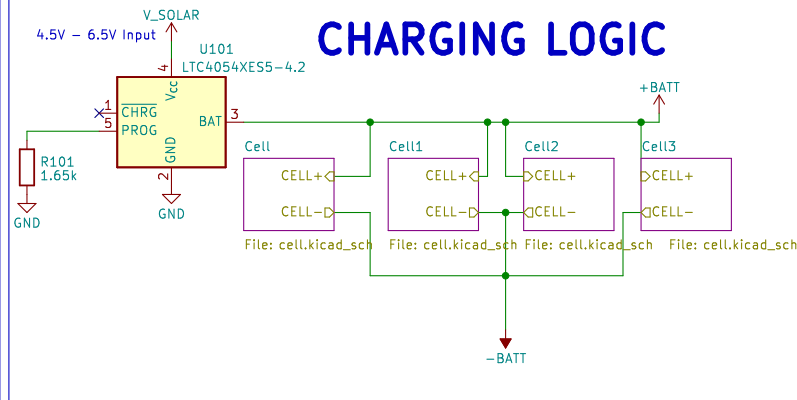 V_SOLAR
4.5V - 6.5V Input
CHARGING LOGIC
U101
LTC4054XES5-4.2
4
Vcc
1
CHRG
5
PROG
BAT
3
GND
2
R101
1.65k
GND
GND
+BATT
Cell
CELL+
CELL-
File: cell.kicad_sch
Cell1
CELL+
CELL-
File: cell.kicad_sch
Cell2
CELL+
CELL-
File: cell.kicad_sch
Cell3
CELL+
CELL-
File: cell.kicad_sch
-BATT